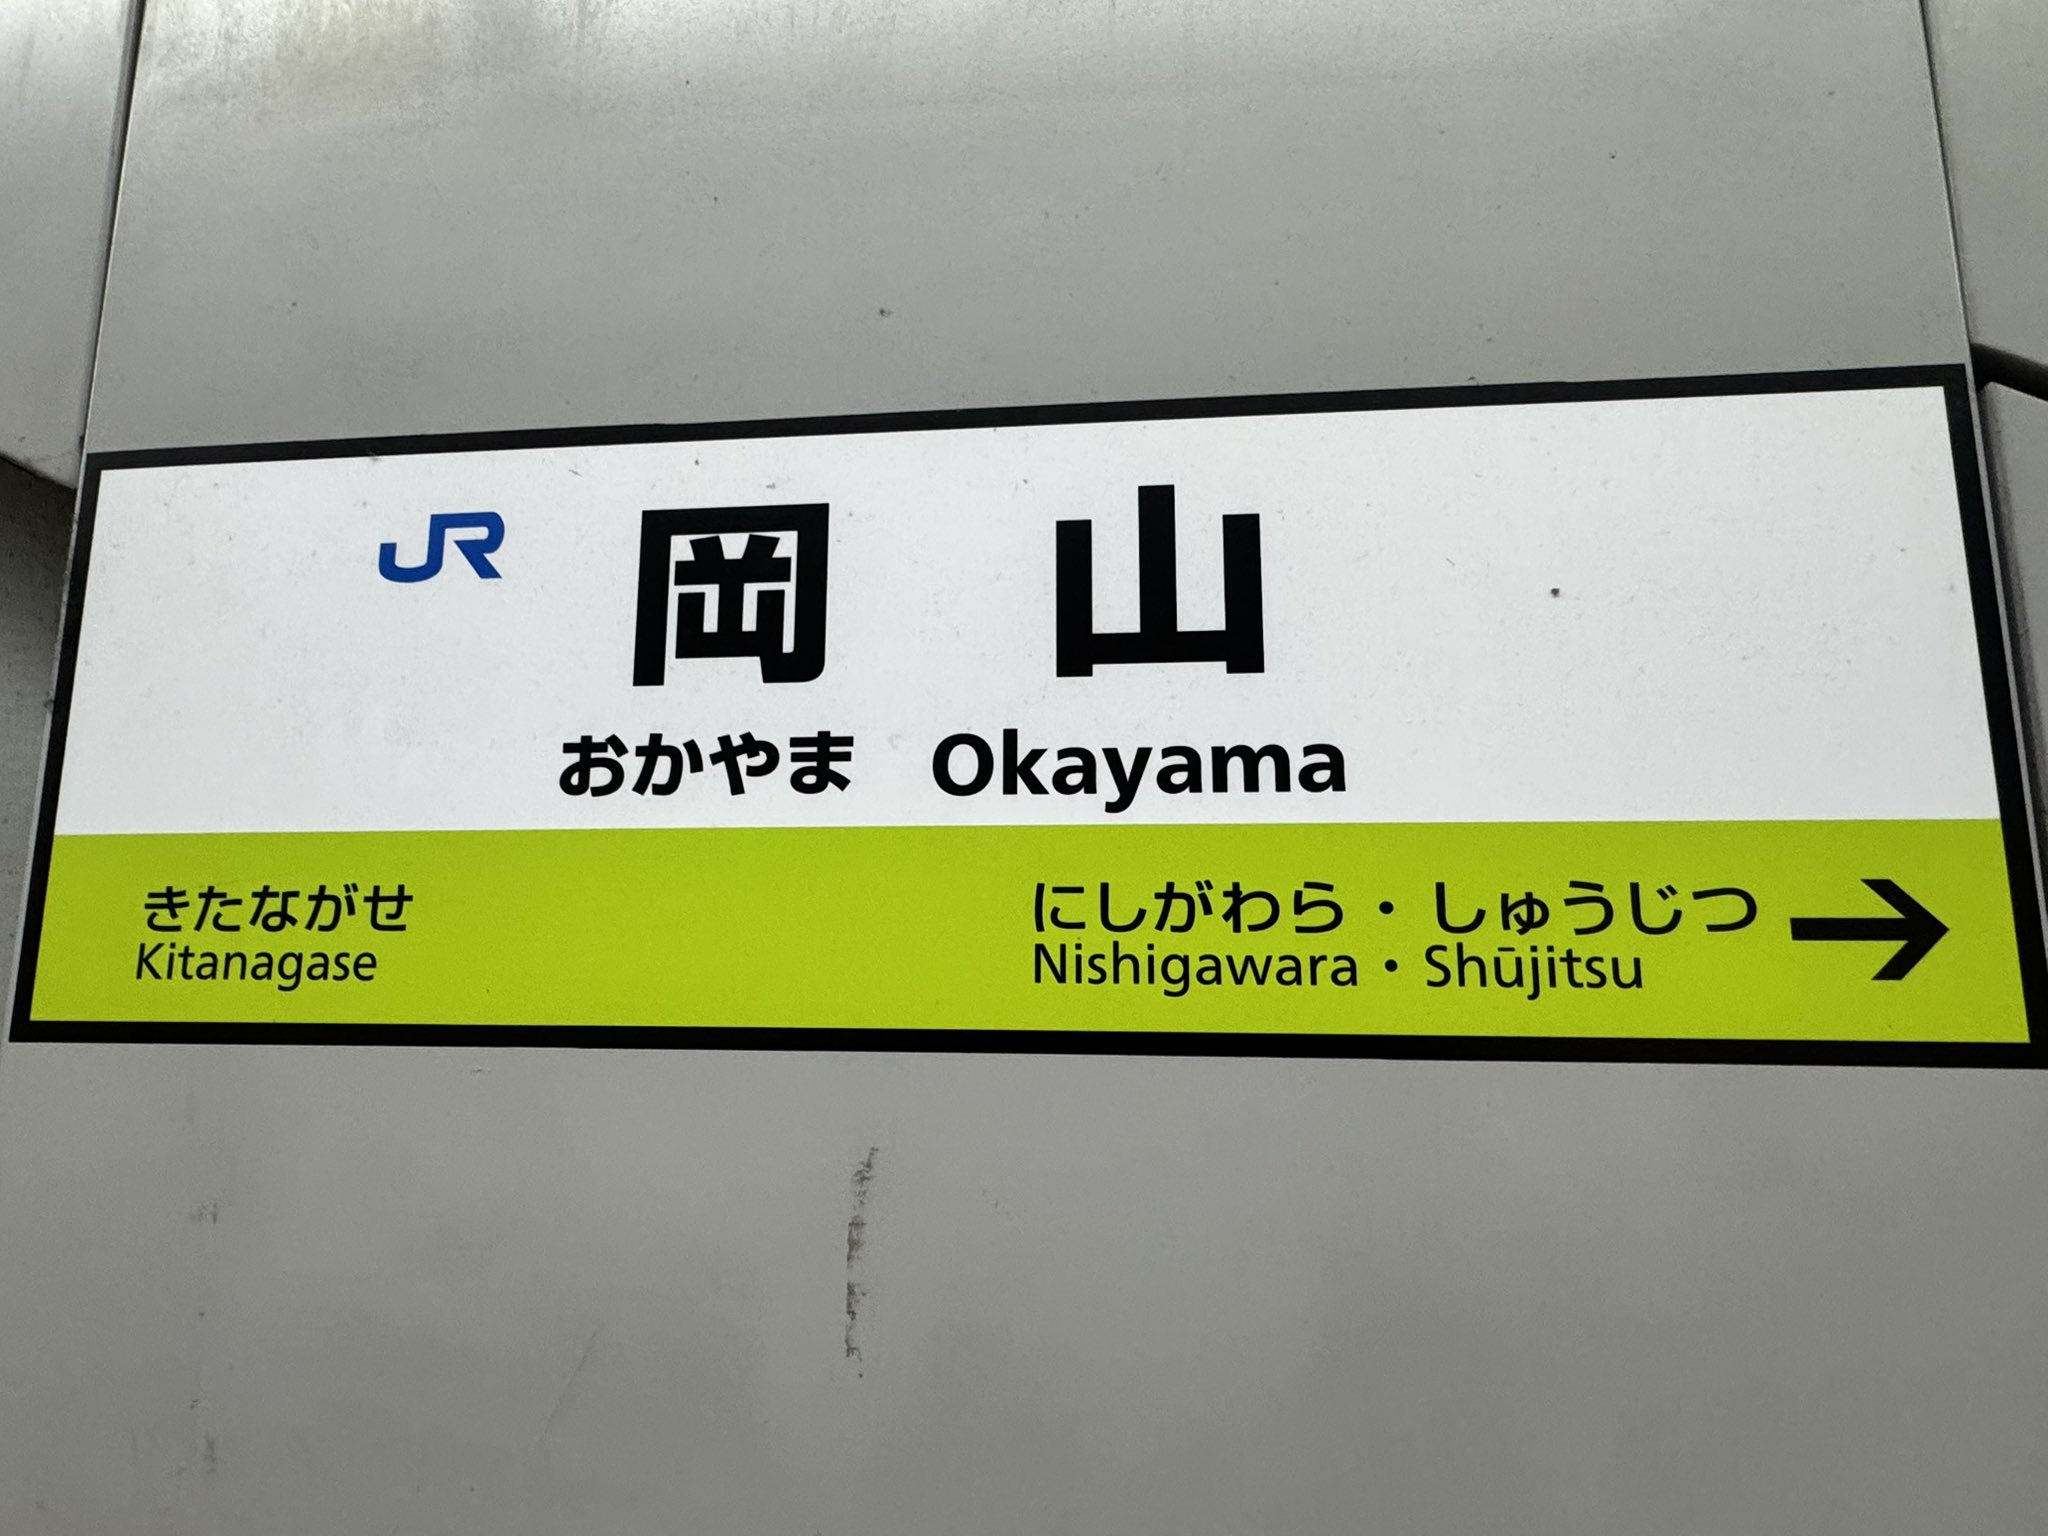 JR 岡山
おかやま Okayama
きたながせ にしがわら・しゅうじつ →
Kitanagase Nishigawara・Shūjitsu